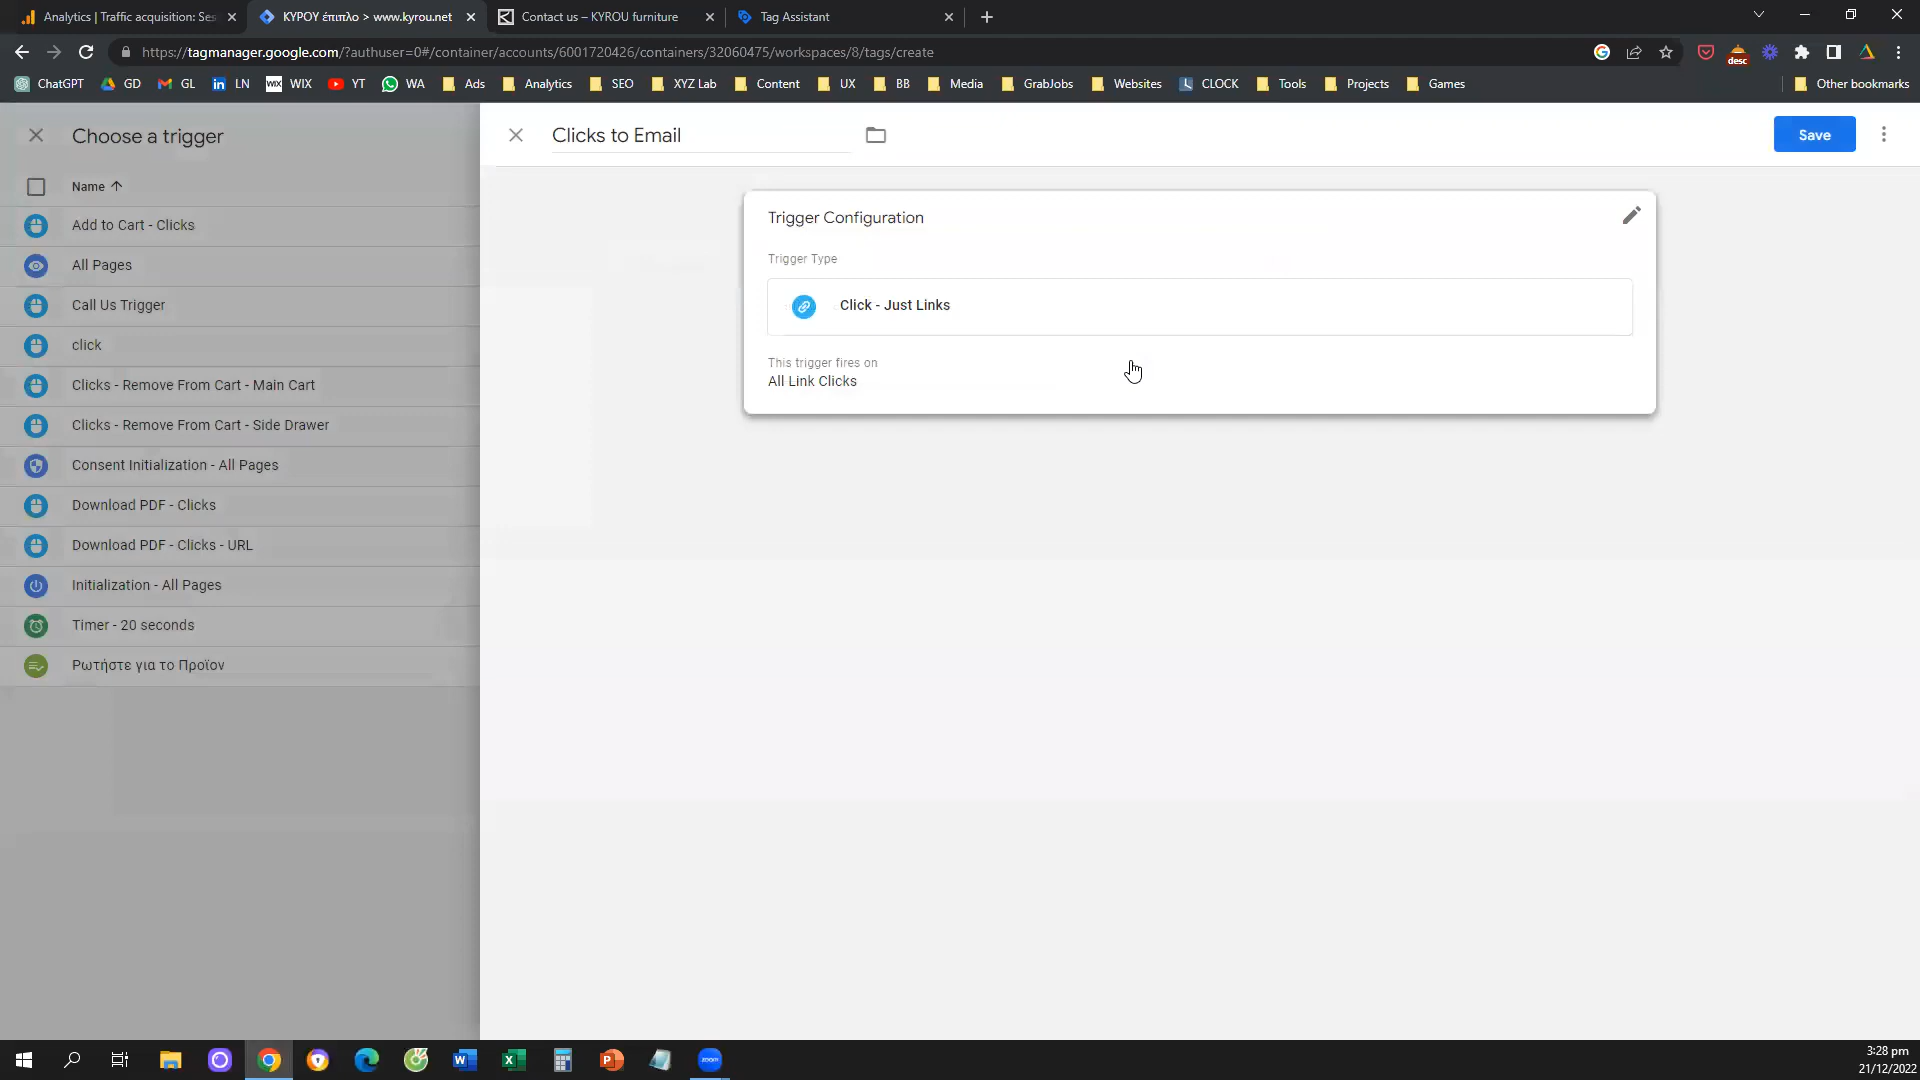 Analytics | Traffic acquisition: Ses
ΚΥΡΟΥ έπιπλο > www.kyrou.net
Contact us – KYROU furniture
Tag Assistant
https://tagmanager.google.com/?authuser=0#/container/accounts/6001720426/containers/32060475/workspaces/8/tags/create
desc
ChatGPT
GD
GL
LN
WIX
WIX
YT
WA
Ads
Analytics
SEO
XYZ Lab
Content
UX
BB
Media
GrabJobs
Websites
CLOCK
Tools
Projects
Games
Other bookmarks
Choose a trigger
Name
Add to Cart - Clicks
All Pages
Call Us Trigger
click
Clicks - Remove From Cart - Main Cart
Clicks - Remove From Cart - Side Drawer
Consent Initialization - All Pages
Download PDF - Clicks
Download PDF - Clicks - URL
Initialization - All Pages
Timer - 20 seconds
Ρωτήστε για το Προϊον
Clicks to Email
Save
Trigger Configuration
Trigger Type
Click - Just Links
This trigger fires on
All Link Clicks
zoom
3:28 pm
21/12/2022